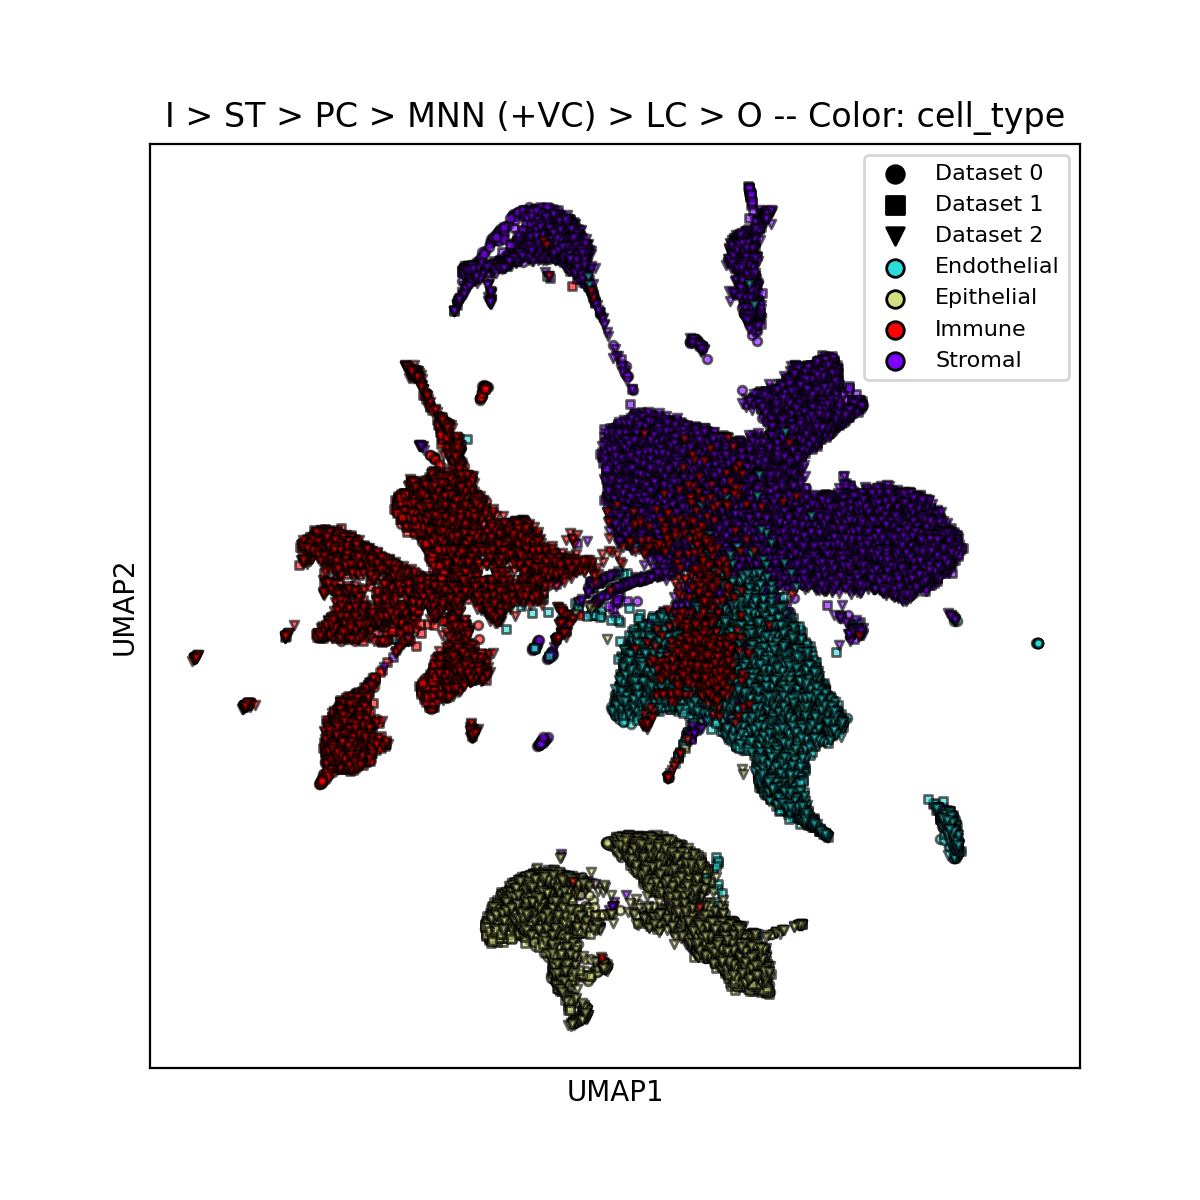 I > ST > PC > MNN (+VC) > LC > O -- Color: cell_type
Dataset 0
Dataset 1
Dataset 2
Endothelial
Epithelial
Immune
Stromal
UMAP2
UMAP1